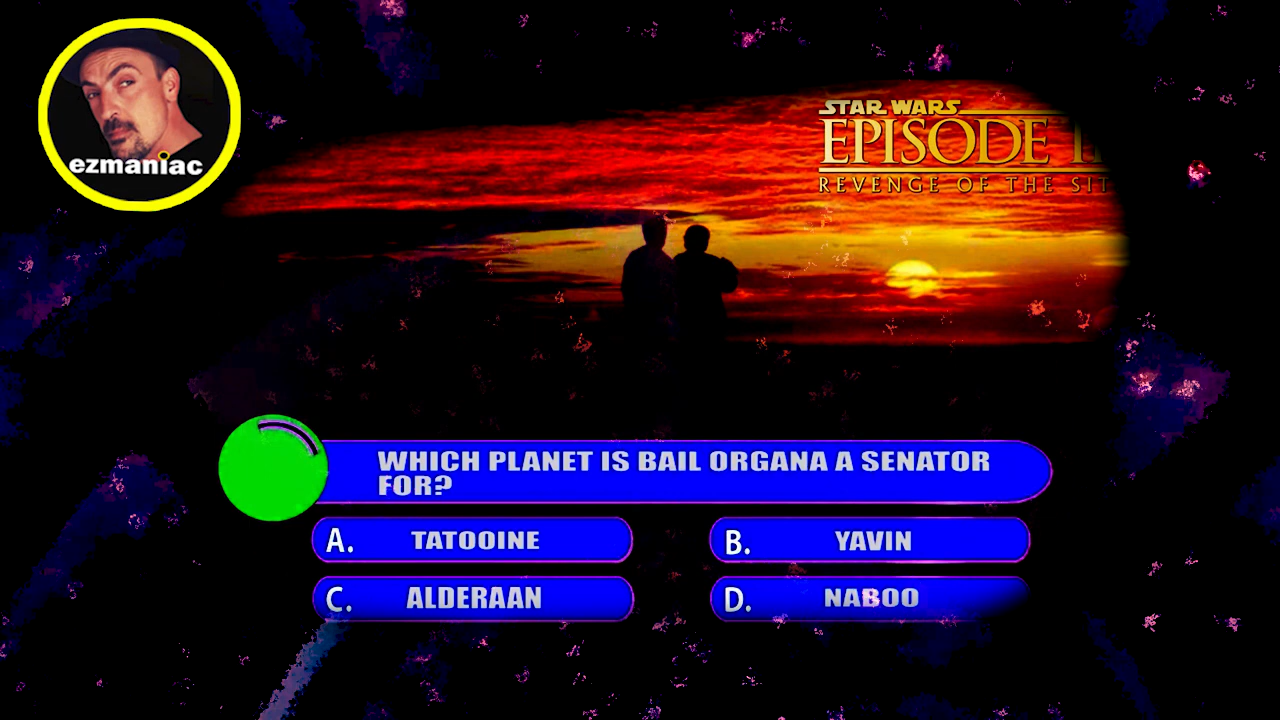 ezmaniac
STAR WARS
EPISODE
REVENGE OF THE
WHICH PLANET IS BAIL ORGANA A SENATOR
FOR?
A. TATOOINE
B. YAVIN
C. ALDERAAN
D. NABOO